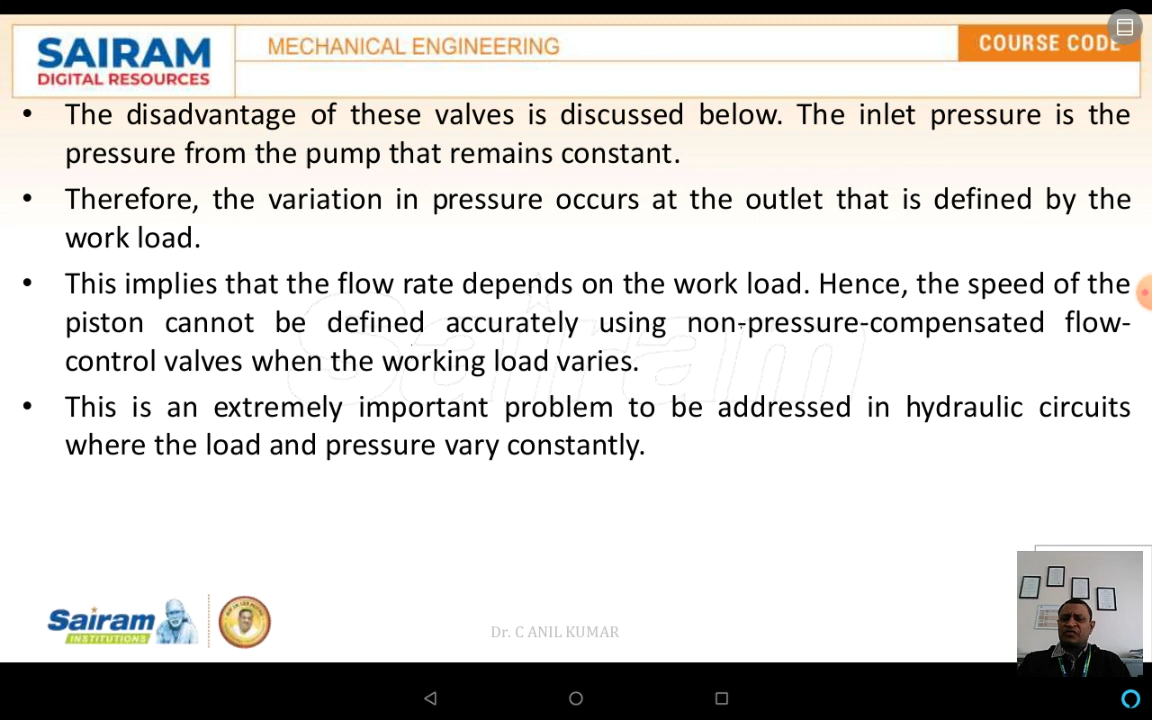 SAIRAM
DIGITAL RESOURCES
MECHANICAL ENGINEERING
COURSE CODE
• The disadvantage of these valves is discussed below. The inlet pressure is the
pressure from the pump that remains constant.
• Therefore, the variation in pressure occurs at the outlet that is defined by the
work load.
• This implies that the flow rate depends on the work load. Hence, the speed of the
piston cannot be defined accurately using non-pressure-compensated flow-
control valves when the working load varies.
• This is an extremely important problem to be addressed in hydraulic circuits
where the load and pressure vary constantly.
Sairam
Sairam
INSTITUTIONS
Dr. C ANIL KUMAR